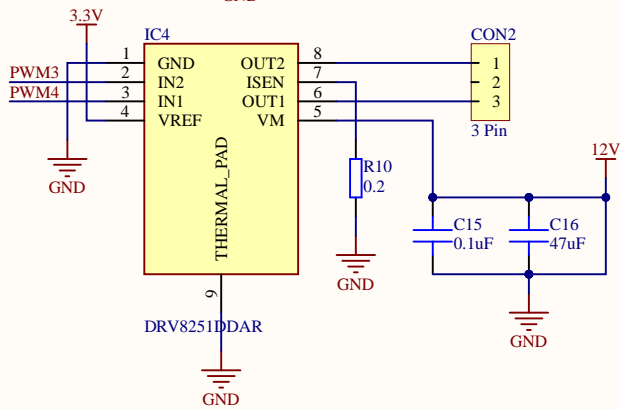 GND
3.3V
IC4
CON2
1
GND
OUT2
8
1
PWM3
2
IN2
ISEN
7
2
PWM4
3
IN1
OUT1
6
3
4
VREF
VM
5
3 Pin
12V
THERMAL_PAD
R10
0.2
GND
C15
0.1uF
C16
47uF
GND
9
DRV8251DDAR
GND
GND